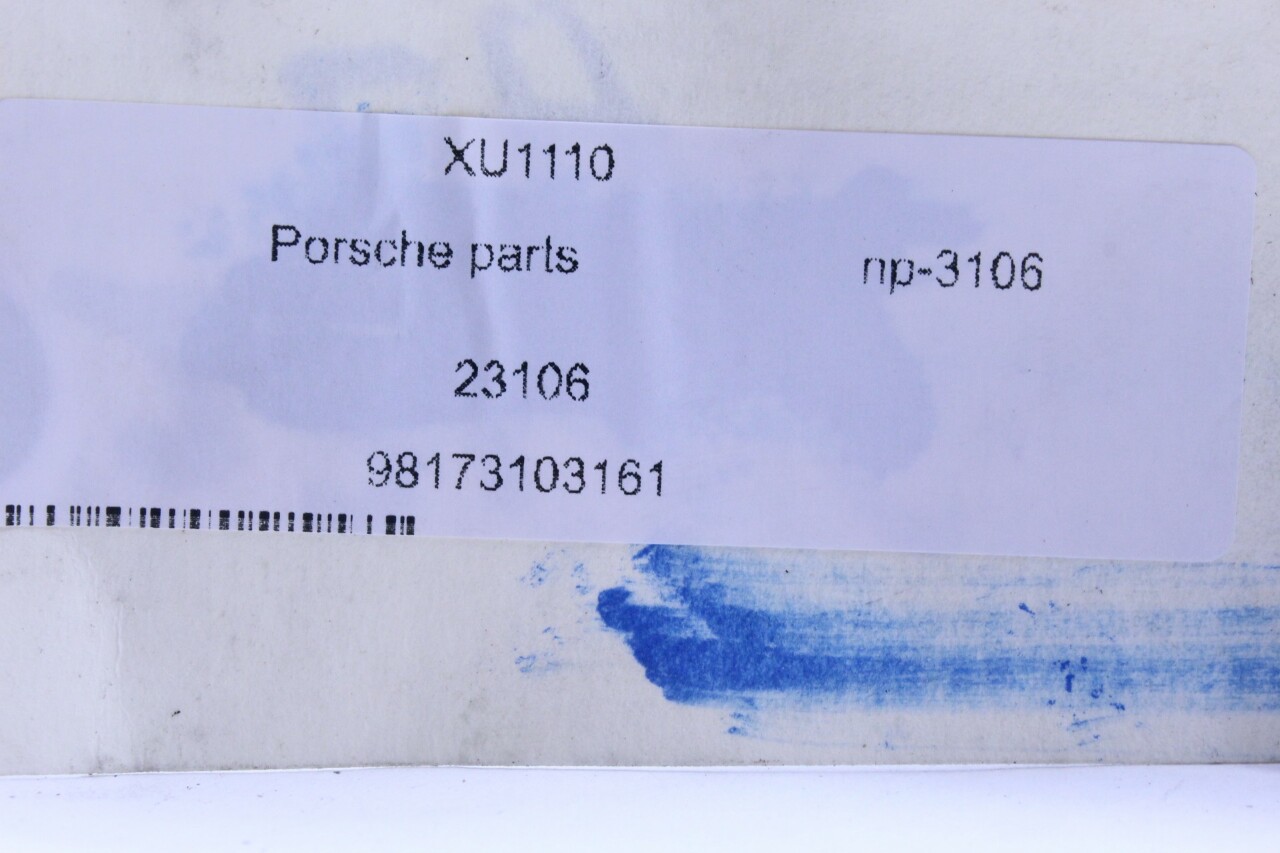 XU1110
Porsche parts np-3106
23106
98173103161